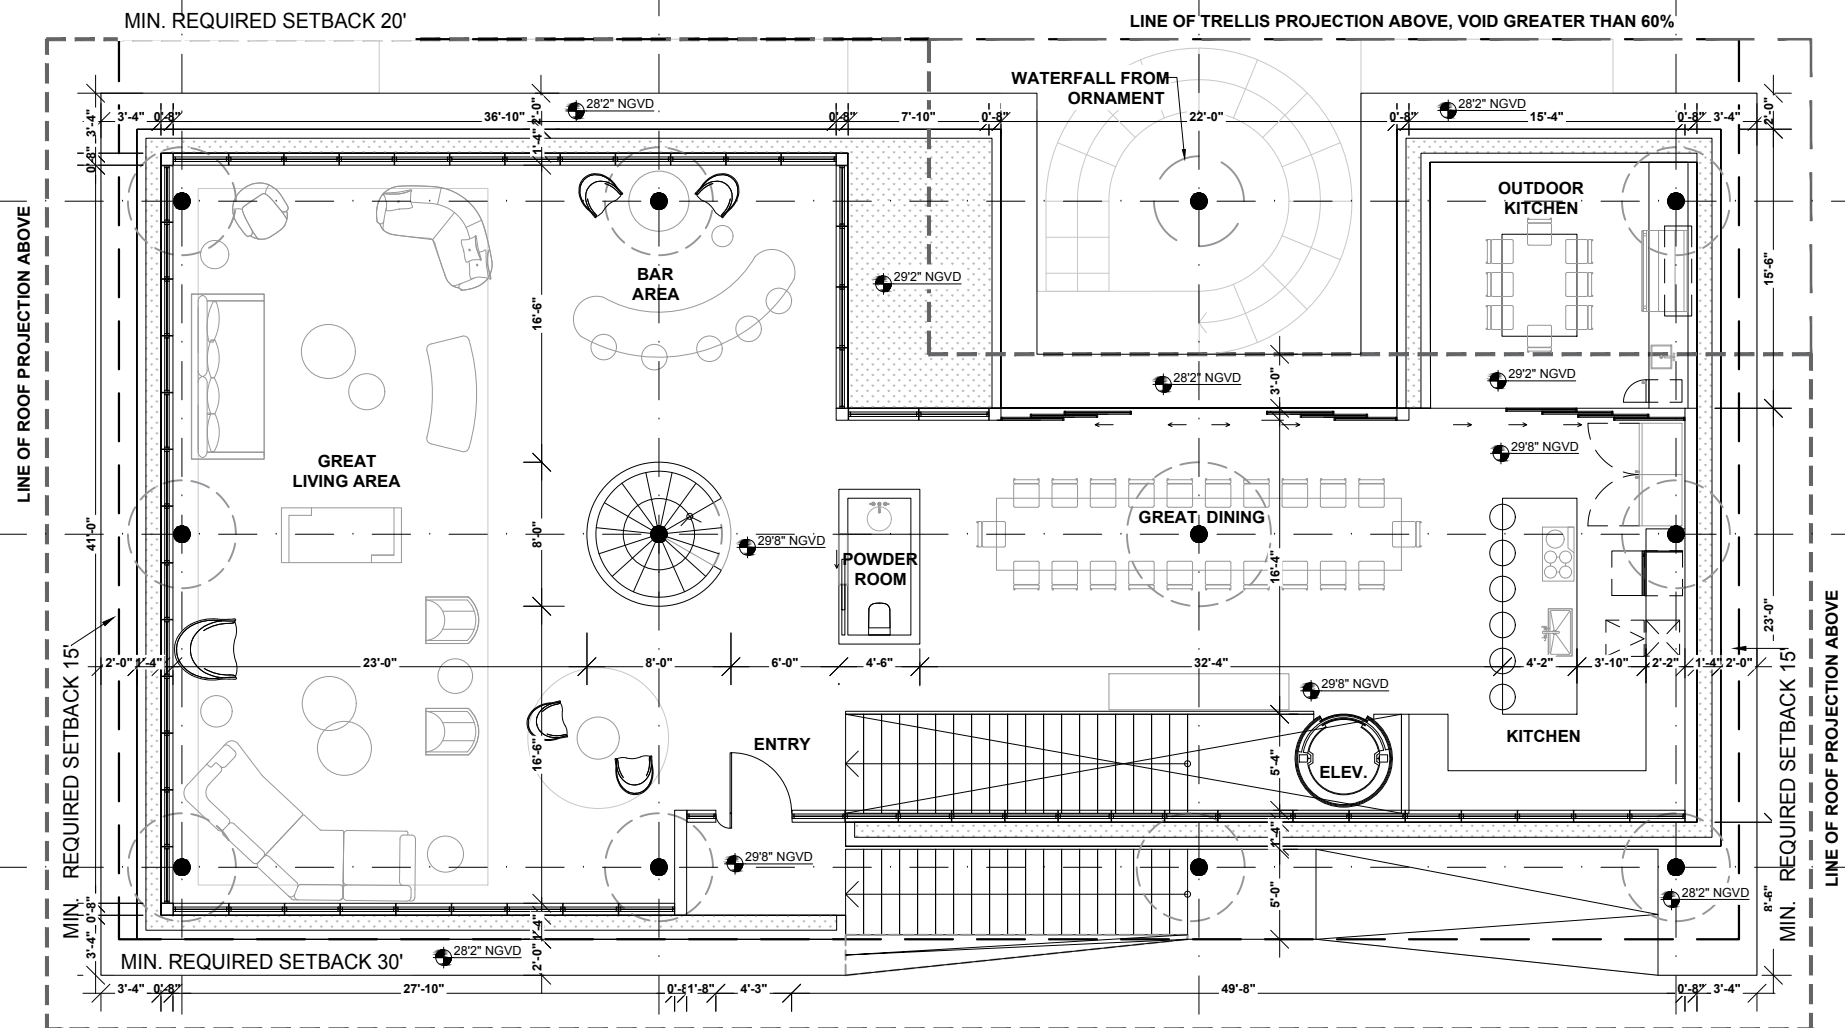 MIN. REQUIRED SETBACK 20'
LINE OF TRELLIS PROJECTION ABOVE, VOID GREATER THAN 60%
WATERFALL FROM
ORNAMENT
28'2" NGVD
28'2" NGVD
3'-4"
0'-8"
36'-10"
0'-8"
7'-10"
0'-8"
22'-0"
0'-8"
15'-4"
0'-8"
3'-4"
3'-4"
0'-8"
2'-0"
1'-4"
2'-0"
OUTDOOR
KITCHEN
LINE OF ROOF PROJECTION ABOVE
BAR
AREA
29'2" NGVD
15'-6"
16'-6"
28'2" NGVD
3'-0"
29'2" NGVD
GREAT
LIVING AREA
29'8" NGVD
41'-0"
8'-0"
29'8" NGVD
GREAT DINING
POWDER
ROOM
16'-4"
23'-0"
LINE OF ROOF PROJECTION ABOVE
2'-0"
1'-4"
23'-0"
8'-0"
6'-0"
4'-6"
32'-4"
4'-2"
3'-10"
2'-2"
1'-4"
2'-0"
29'8" NGVD
MIN. REQUIRED SETBACK 15'
MIN. REQUIRED SETBACK 15'
ENTRY
KITCHEN
16'-6"
5'-4"
ELEV.
1'-4"
29'8" NGVD
5'-0"
28'2" NGVD
8'-6"
0'-8"
3'-4"
1'-4"
2'-0"
MIN. REQUIRED SETBACK 30'
28'2" NGVD
3'-4"
0'-8"
27'-10"
0'-8
1'-8"
4'-3"
49'-8"
0'-8"
3'-4"